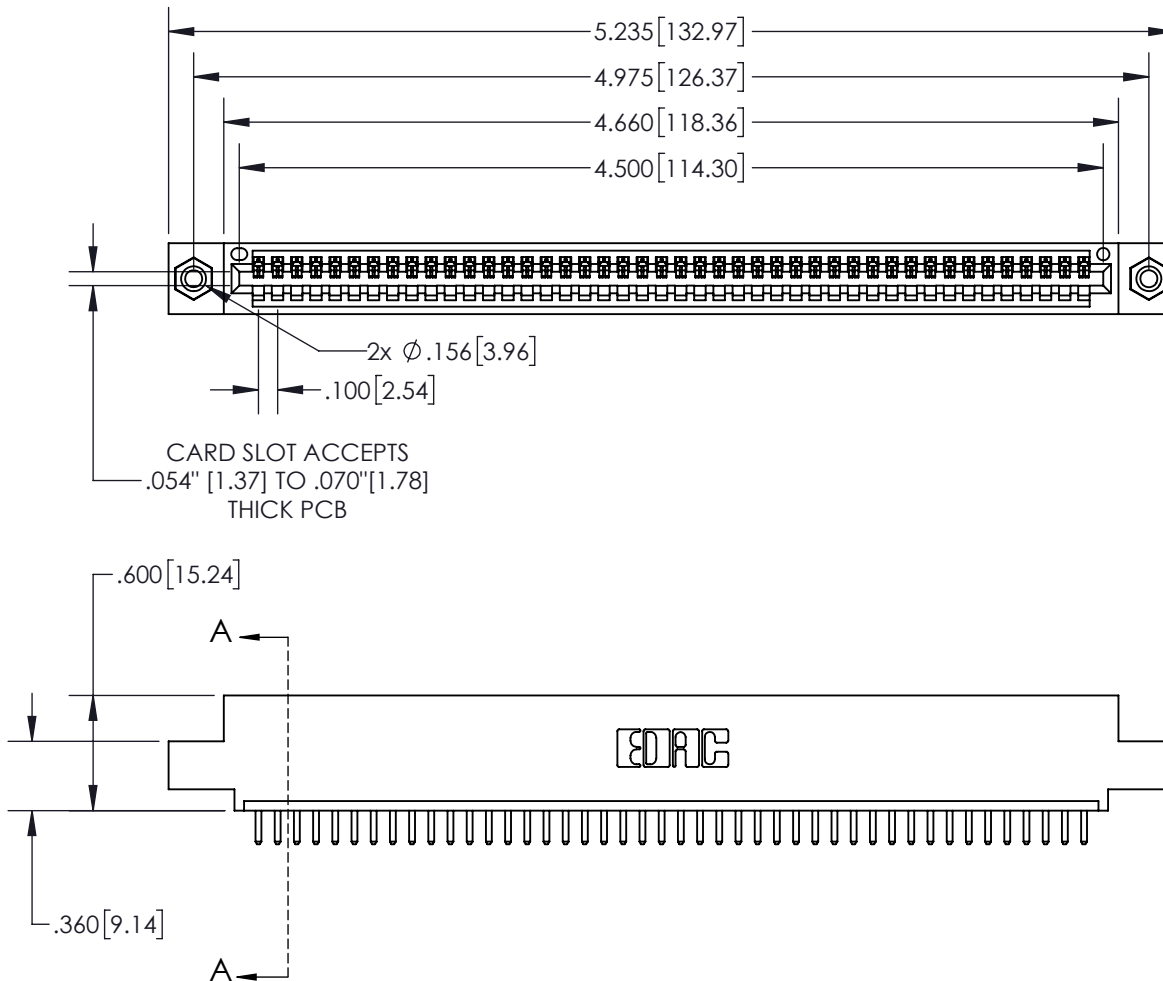 5.235[132.97]
4.975[126.37]
4.660[118.36]
4.500[114.30]
2x Ø.156[3.96]
.100[2.54]
CARD SLOT ACCEPTS
.054" [1.37] TO .070"[1.78]
THICK PCB
.600[15.24]
A
EDAC
.360[9.14]
A